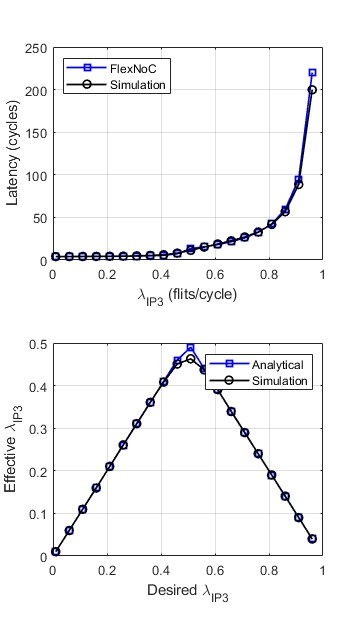 250
200
150
100
50
0
Latency (cycles)
FlexNoC
Simulation
0 0.2 0.4 0.6 0.8 1
λIP3 (flits/cycle)
0.5
0.4
0.3
0.2
0.1
0
Effective λIP3
Analytical
Simulation
0 0.2 0.4 0.6 0.8 1
Desired λIP3